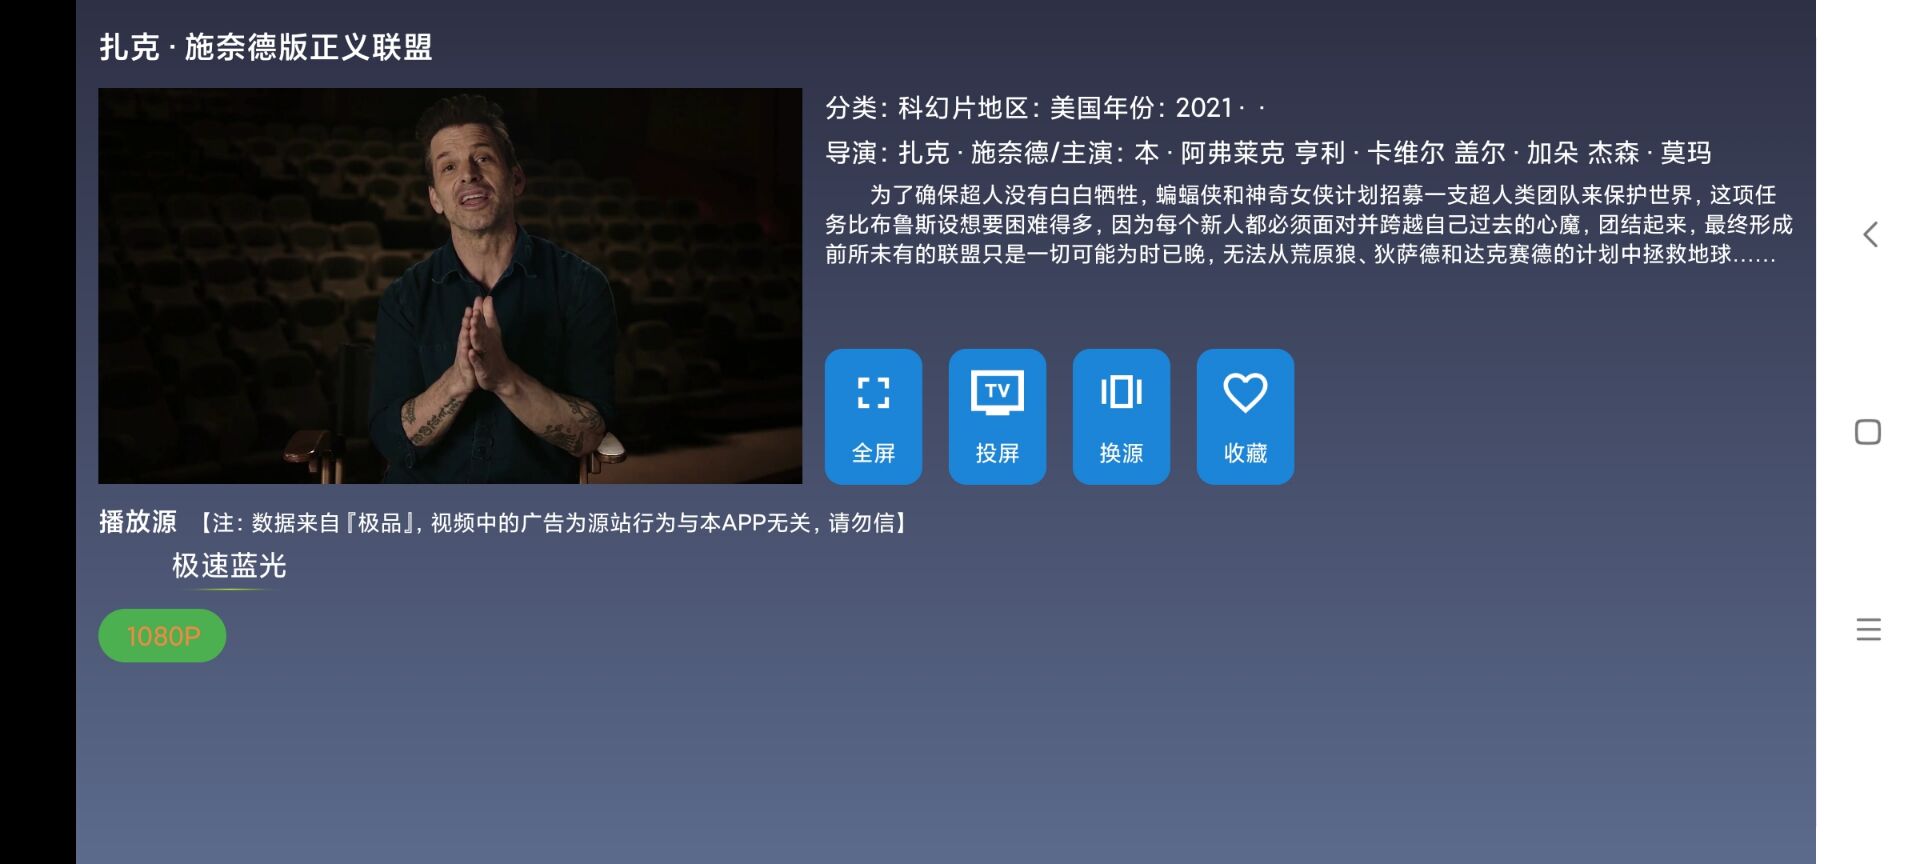 扎克 · 施奈德版正义联盟
分类：科幻片地区：美国年份：2021 · ·
导演：扎克 · 施奈德/主演：本 · 阿弗莱克 亨利 · 卡维尔 盖尔 · 加朵 杰森 · 莫玛
为了确保超人没有白白牺牲，蝙蝠侠和神奇女侠计划招募一支超人类团队来保护世界，这项任
务比布鲁斯设想要困难得多，因为每个新人都必须面对并跨越自己过去的心魔，团结起来，最终形成
前所未有的联盟只是一切可能为时已晚，无法从荒原狼、狄萨德和达克赛德的计划中拯救地球……
TV
全屏 投屏 换源 收藏
播放源 【注：数据来自『极品』，视频中的广告为源站行为与本APP无关，请勿信】
极速蓝光
1080P